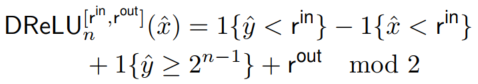 DReLU_n^{[r^in, r^out]}(x̂) = 1{ŷ < r^in} − 1{x̂ < r^in}
+ 1{ŷ ≥ 2^{n−1}} + r^out mod 2